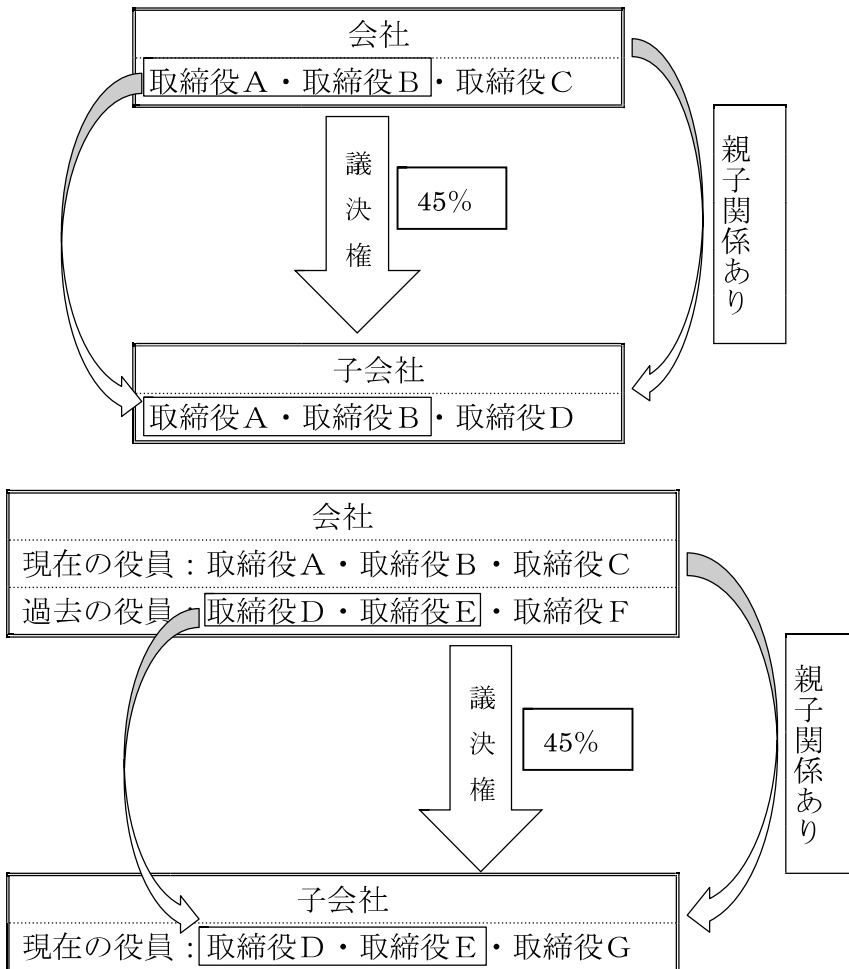 会社
取締役A・取締役B・取締役C
議決権
45%
親子関係あり
子会社
取締役A・取締役B・取締役D
会社
現在の役員：取締役A・取締役B・取締役C
過去の役員：取締役D・取締役E・取締役F
議決権
45%
親子関係あり
子会社
現在の役員：取締役D・取締役E・取締役G